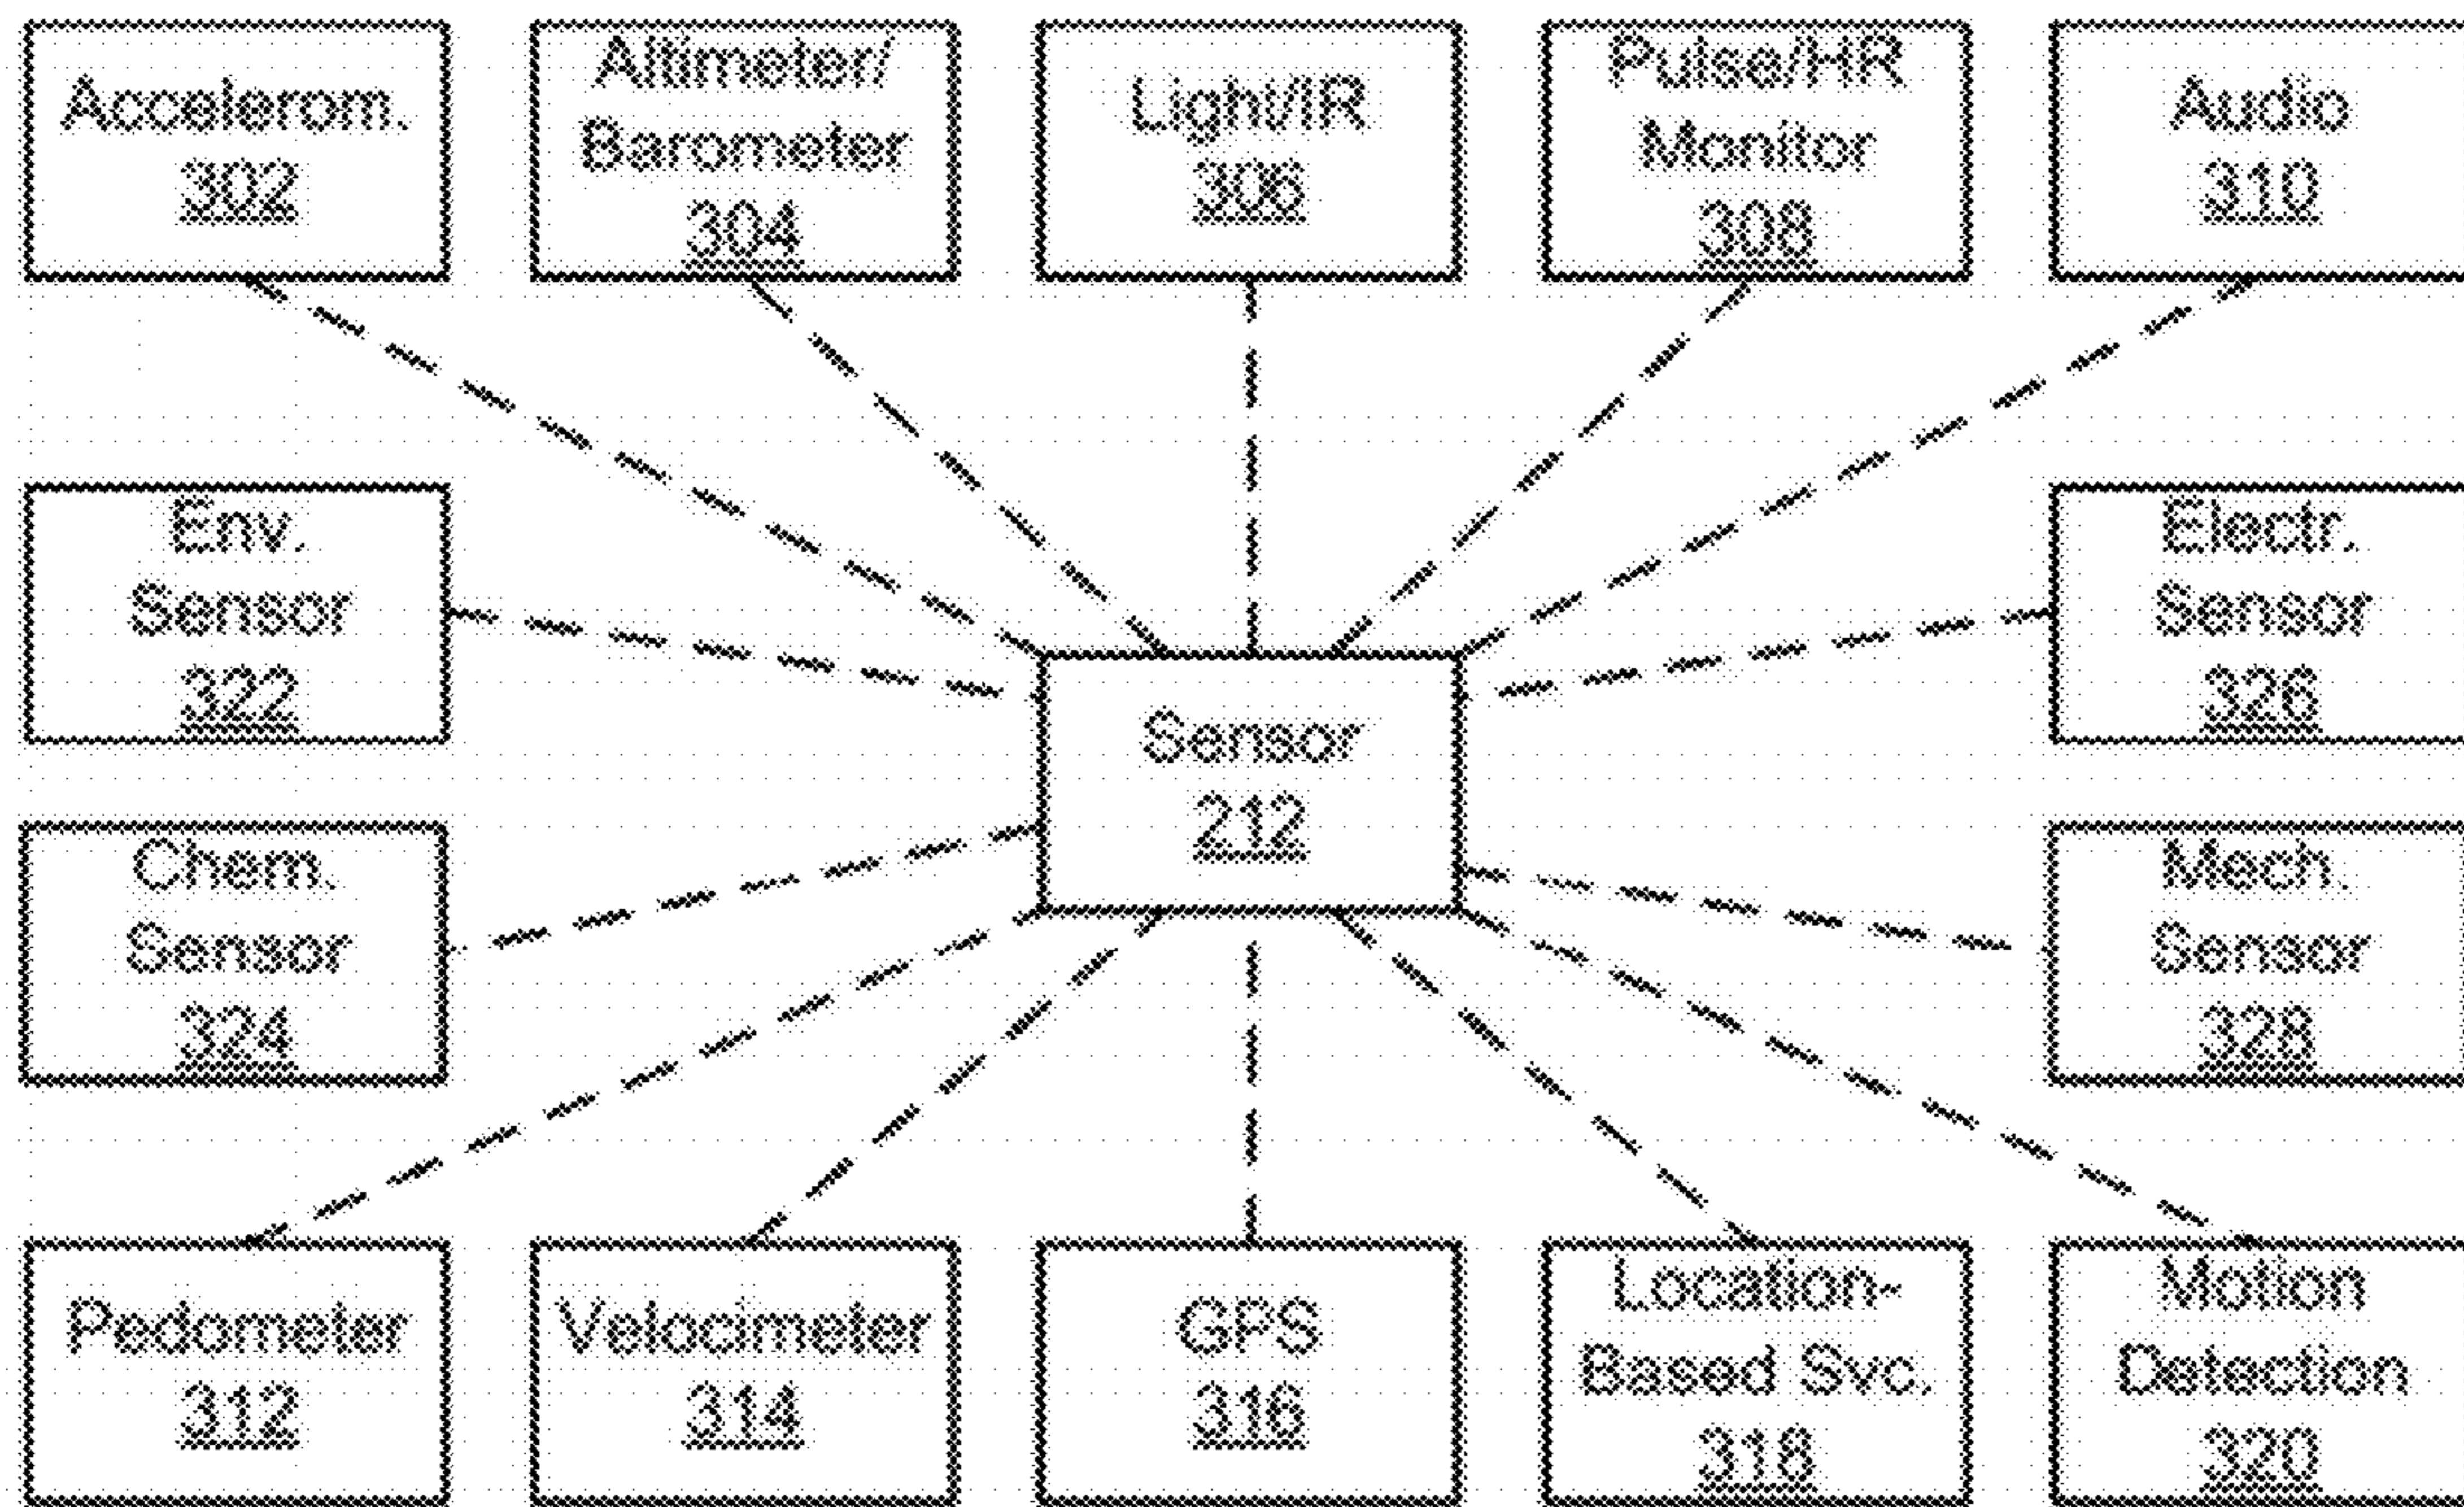 Accelerom.
302
Altimeter/
Barometer
304
Light/IR
306
Pulse/HR
Monitor
308
Audio
310
Env.
Sensor
322
Electr.
Sensor
326
Sensor
212
Chem.
Sensor
324
Mech.
Sensor
328
Pedometer
312
Velocimeter
314
GPS
316
Location-
Based Svc.
318
Motion
Detection
320